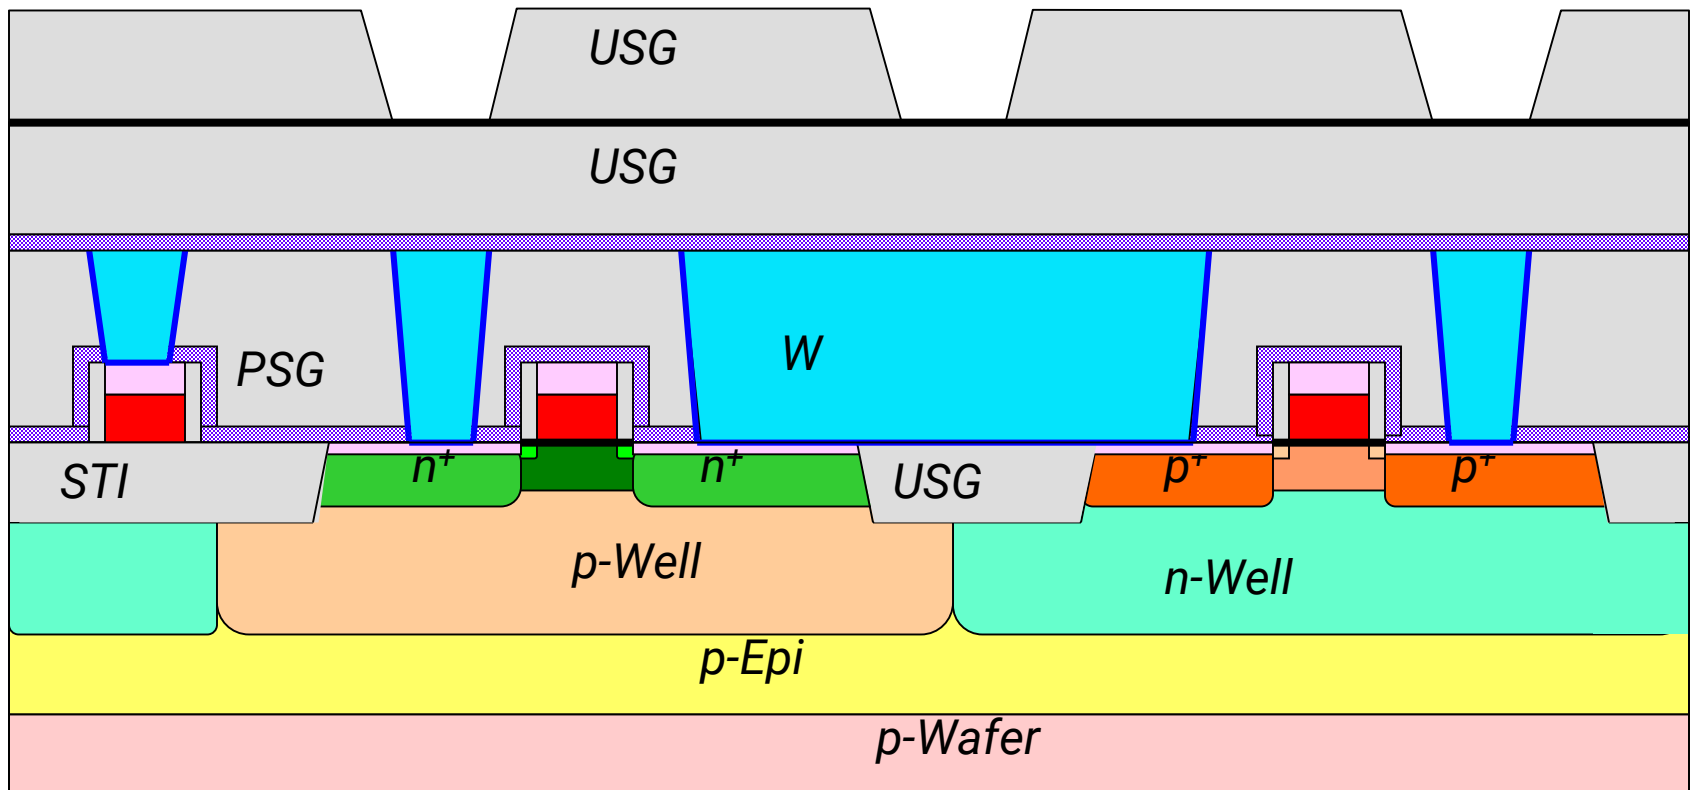 USG
USG
W
PSG
n+ n+ p+ p+
STI USG
p-Well
n-Well
p-Epi
p-Wafer